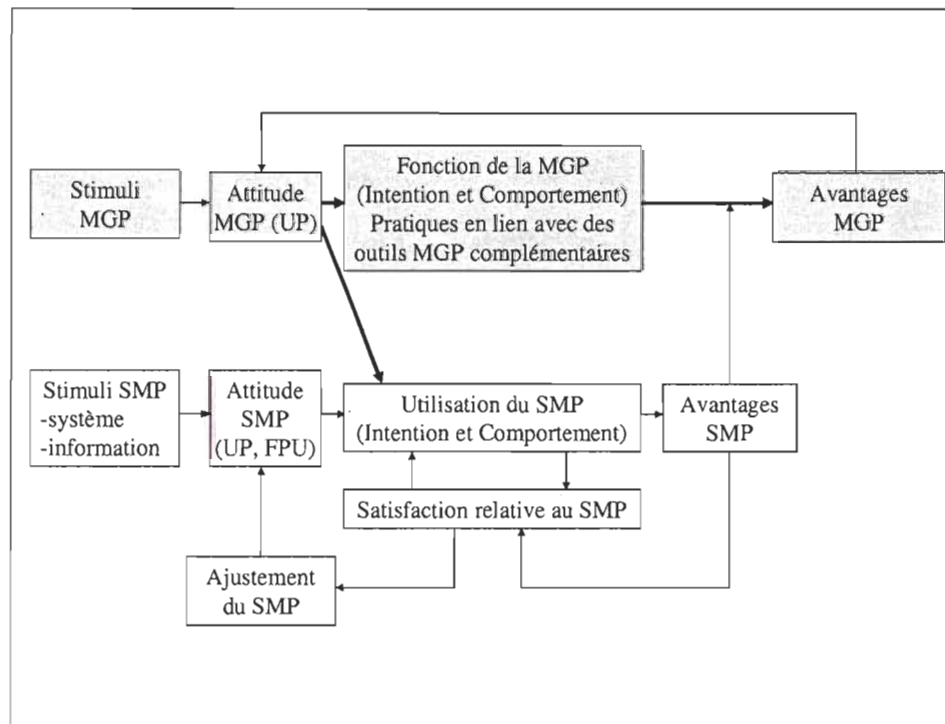 Stimuli
MGP
Attitude
MGP (UP)
Fonction de la MGP
(Intention et Comportement)
Pratiques en lien avec des
outils MGP complémentaires
Avantages
MGP
Stimuli SMP
-système
-information
Attitude
SMP
(UP, FPU)
Utilisation du SMP
(Intention et Comportement)
Avantages
SMP
Satisfaction relative au SMP
Ajustement
du SMP